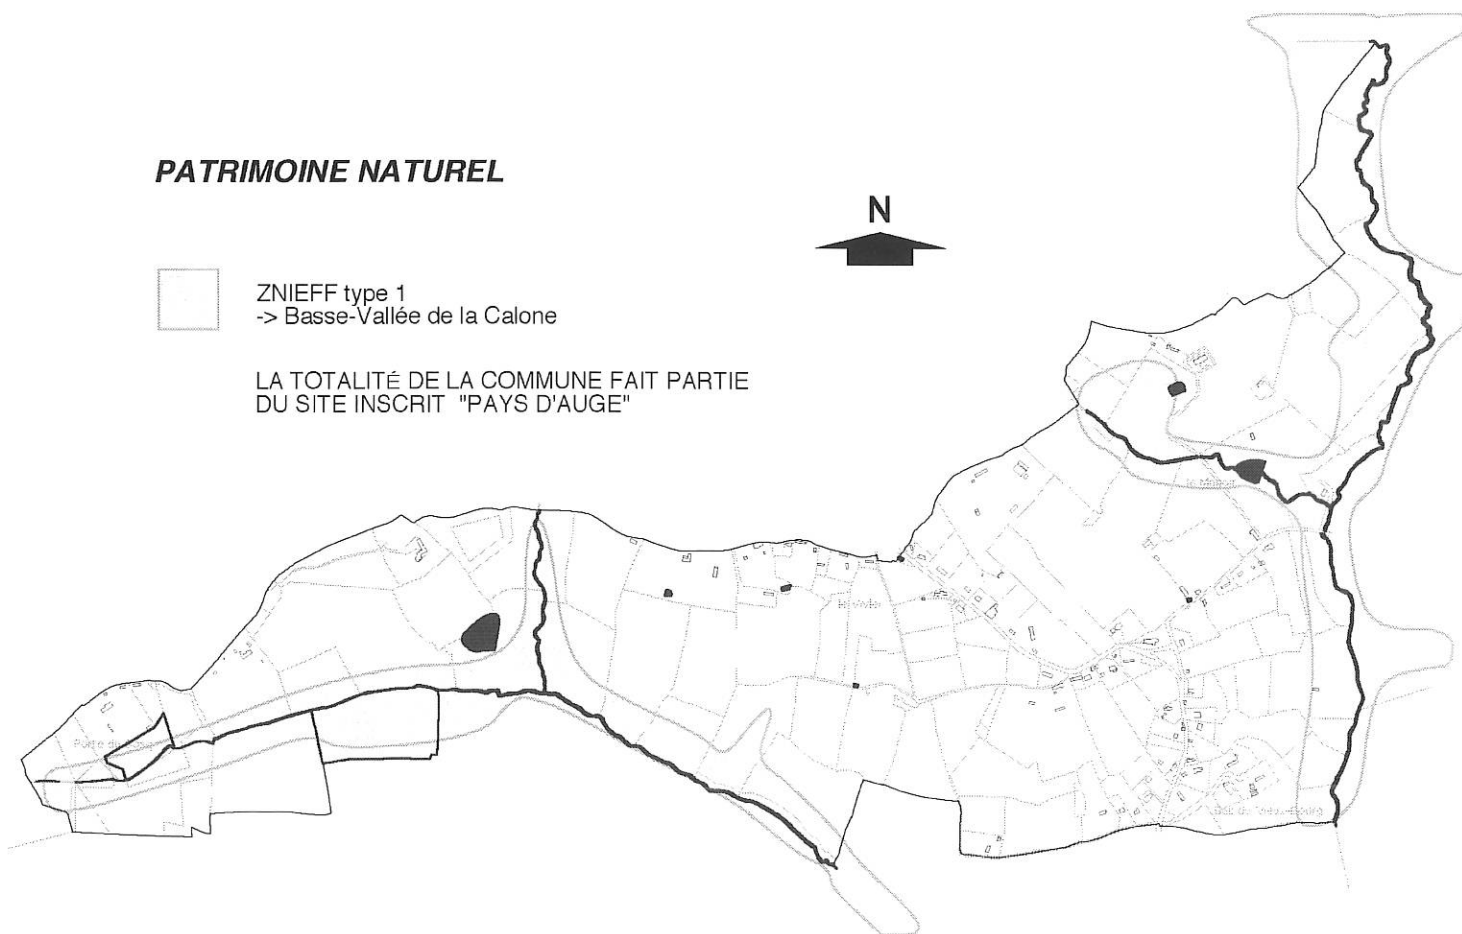 PATRIMOINE NATUREL
N
ZNIEFF type 1
-> Basse-Vallée de la Calone
LA TOTALITÉ DE LA COMMUNE FAIT PARTIE
DU SITE INSCRIT "PAYS D'AUGE"